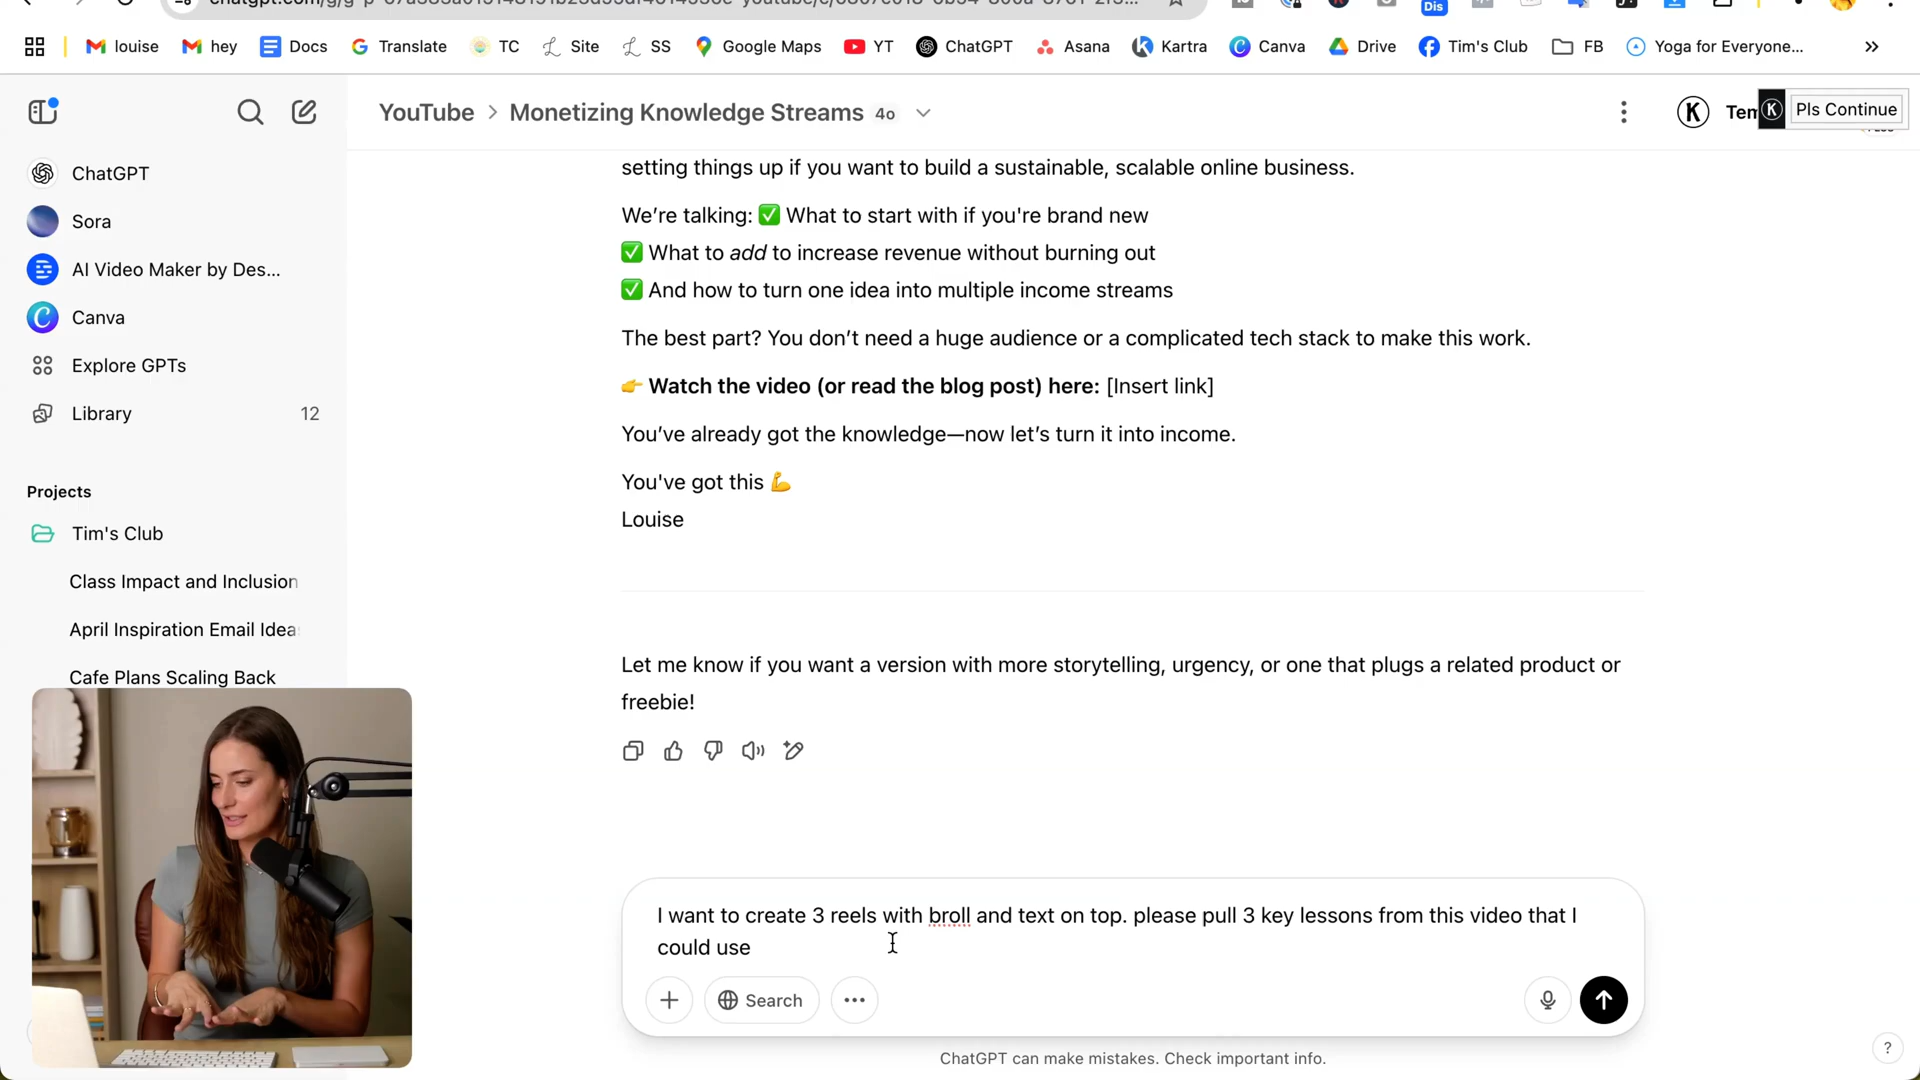 louise
hey
Docs
Translate
TC
Site
SS
Google Maps
YT
ChatGPT
Asana
Kartra
Canva
Drive
Tim's Club
FB
Yoga for Everyone...
Dis
YouTube > Monetizing Knowledge Streams 4o
Pls Continue
ChatGPT
Sora
AI Video Maker by Des...
Canva
Explore GPTs
Library 12
Projects
Tim's Club
Class Impact and Inclusion
April Inspiration Email Idea
Cafe Plans Scaling Back
setting things up if you want to build a sustainable, scalable online business.
We’re talking: ✅ What to start with if you're brand new
✅ What to add to increase revenue without burning out
✅ And how to turn one idea into multiple income streams
The best part? You don’t need a huge audience or a complicated tech stack to make this work.
👉 Watch the video (or read the blog post) here: [Insert link]
You’ve already got the knowledge—now let’s turn it into income.
You've got this 💪
Louise
Let me know if you want a version with more storytelling, urgency, or one that plugs a related product or
freebie!
I want to create 3 reels with broll and text on top. please pull 3 key lessons from this video that I
could use
Search
ChatGPT can make mistakes. Check important info.
?